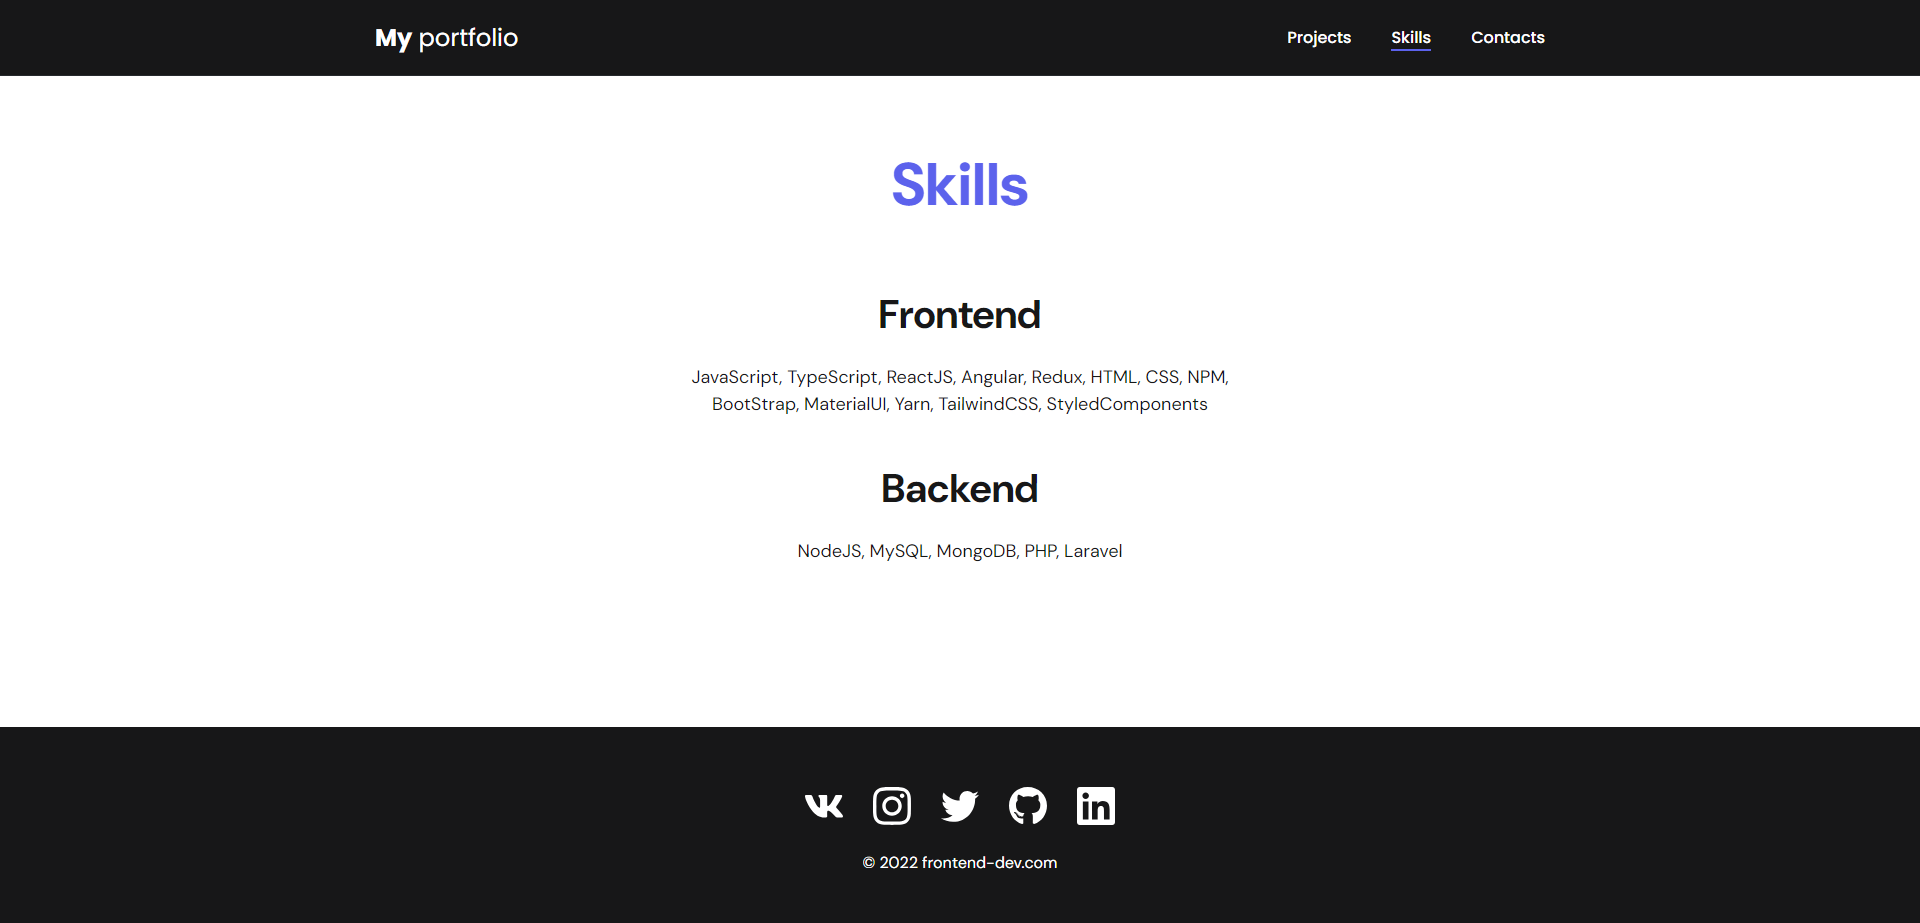 My portfolio
Projects
Skills
Contacts
Skills
Frontend
JavaScript, TypeScript, ReactJS, Angular, Redux, HTML, CSS, NPM,
BootStrap, MaterialUI, Yarn, TailwindCSS, StyledComponents
Backend
NodeJS, MySQL, MongoDB, PHP, Laravel
© 2022 frontend-dev.com